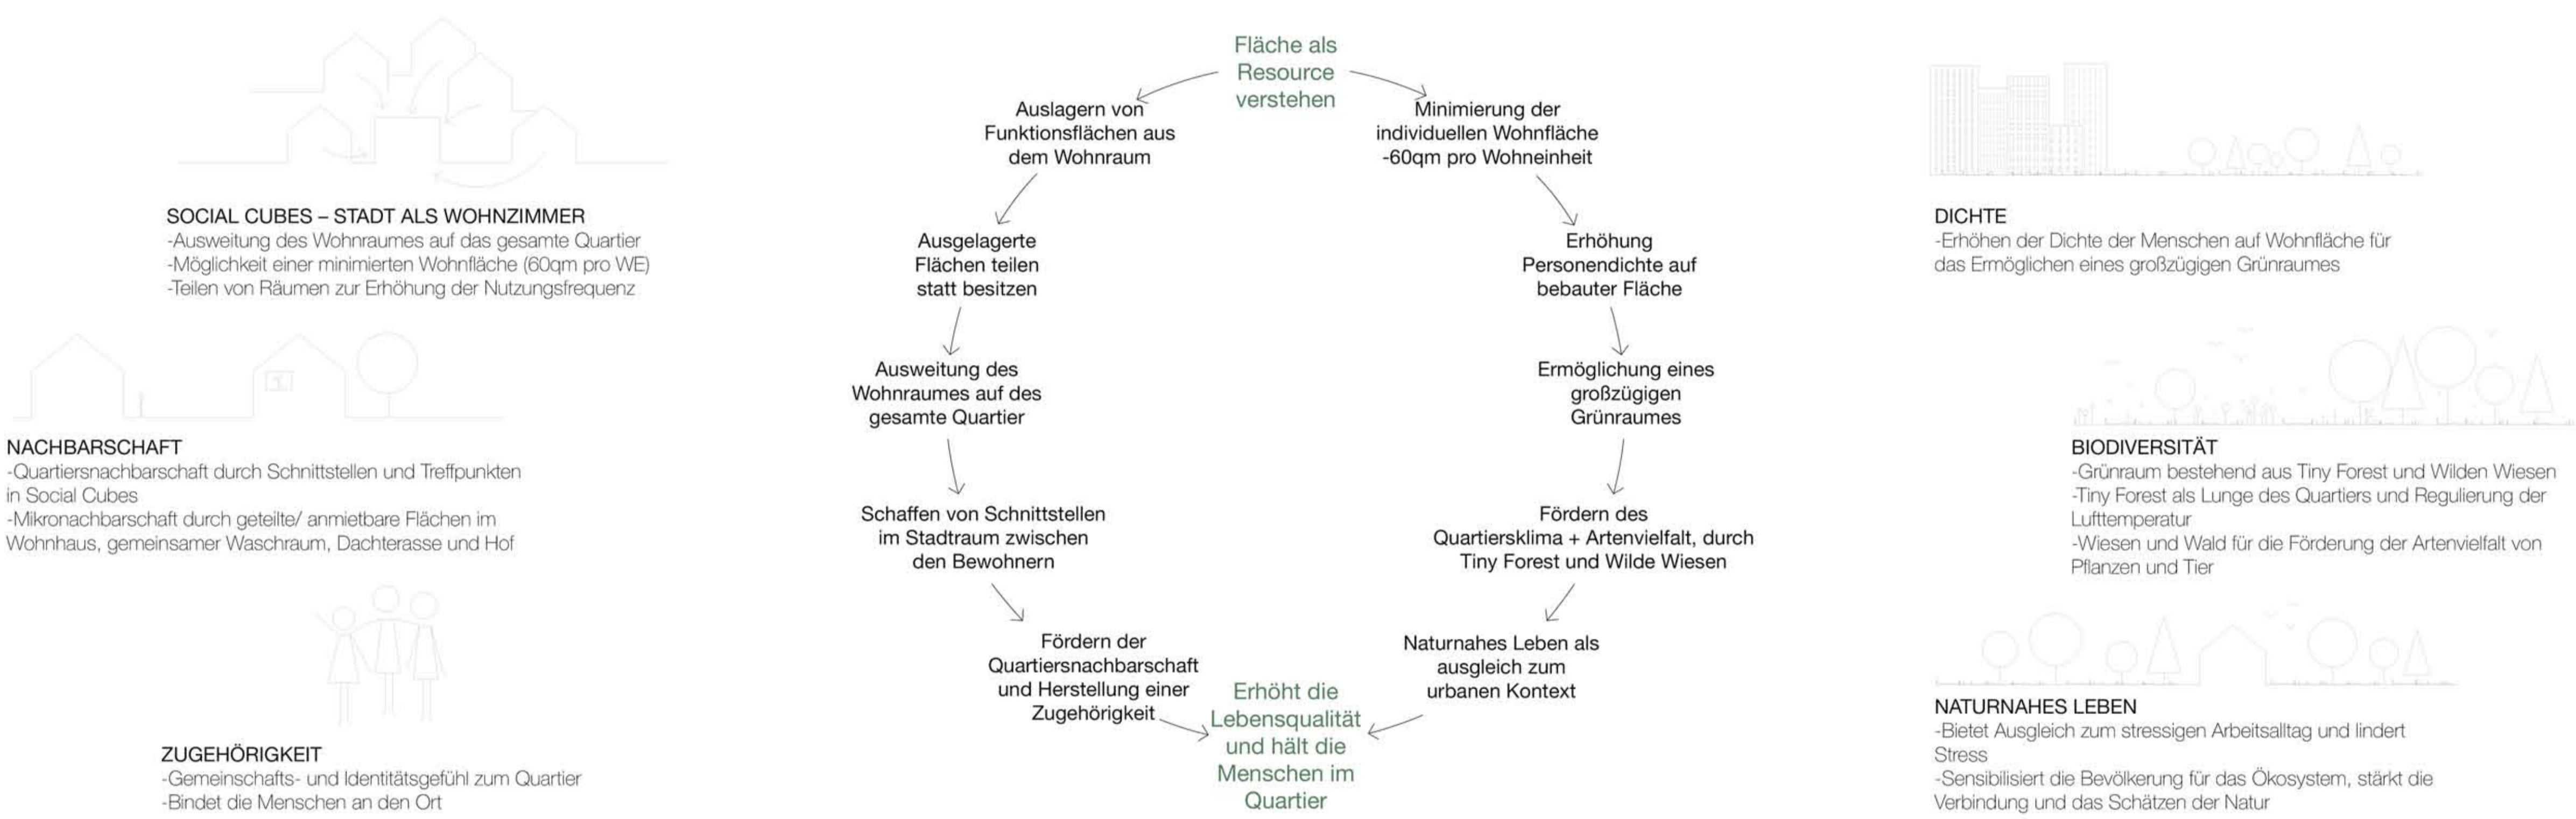 SOCIAL CUBES – STADT ALS WOHNZIMMER
-Ausweitung des Wohnraumes auf das gesamte Quartier
-Möglichkeit einer minimierten Wohnfläche (60qm pro WE)
-Teilen von Räumen zur Erhöhung der Nutzungsfrequenz
NACHBARSCHAFT
-Quartiersnachbarschaft durch Schnittstellen und Treffpunkten
in Social Cubes
-Mikronachbarschaft durch geteilte/ anmietbare Flächen im
Wohnhaus, gemeinsamer Waschraum, Dachterasse und Hof
ZUGEHÖRIGKEIT
-Gemeinschafts- und Identitätsgefühl zum Quartier
-Bindet die Menschen an den Ort
Fläche als
Resource
verstehen
Auslagern von
Funktionsflächen aus
dem Wohnraum
Ausgelagerte
Flächen teilen
statt besitzen
Ausweitung des
Wohnraumes auf des
gesamte Quartier
Schaffen von Schnittstellen
im Stadtraum zwischen
den Bewohnern
Fördern der
Quartiersnachbarschaft
und Herstellung einer
Zugehörigkeit
Minimierung der
individuellen Wohnfläche
-60qm pro Wohneinheit
Erhöhung
Personendichte auf
bebauter Fläche
Ermöglichung eines
großzügigen
Grünraumes
Fördern des
Quartiersklima + Artenvielfalt, durch
Tiny Forest und Wilde Wiesen
Naturnahes Leben als
ausgleich zum
urbanen Kontext
Erhöht die
Lebensqualität
und hält die
Menschen im
Quartier
DICHTE
-Erhöhen der Dichte der Menschen auf Wohnfläche für
das Ermöglichen eines großzügigen Grünraumes
BIODIVERSITÄT
-Grünraum bestehend aus Tiny Forest und Wilden Wiesen
-Tiny Forest als Lunge des Quartiers und Regulierung der
Lufttemperatur
-Wiesen und Wald für die Förderung der Artenvielfalt von
Pflanzen und Tier
NATURNAHES LEBEN
-Bietet Ausgleich zum stressigen Arbeitsalltag und lindert
Stress
-Sensibilisiert die Bevölkerung für das Ökosystem, stärkt die
Verbindung und das Schätzen der Natur